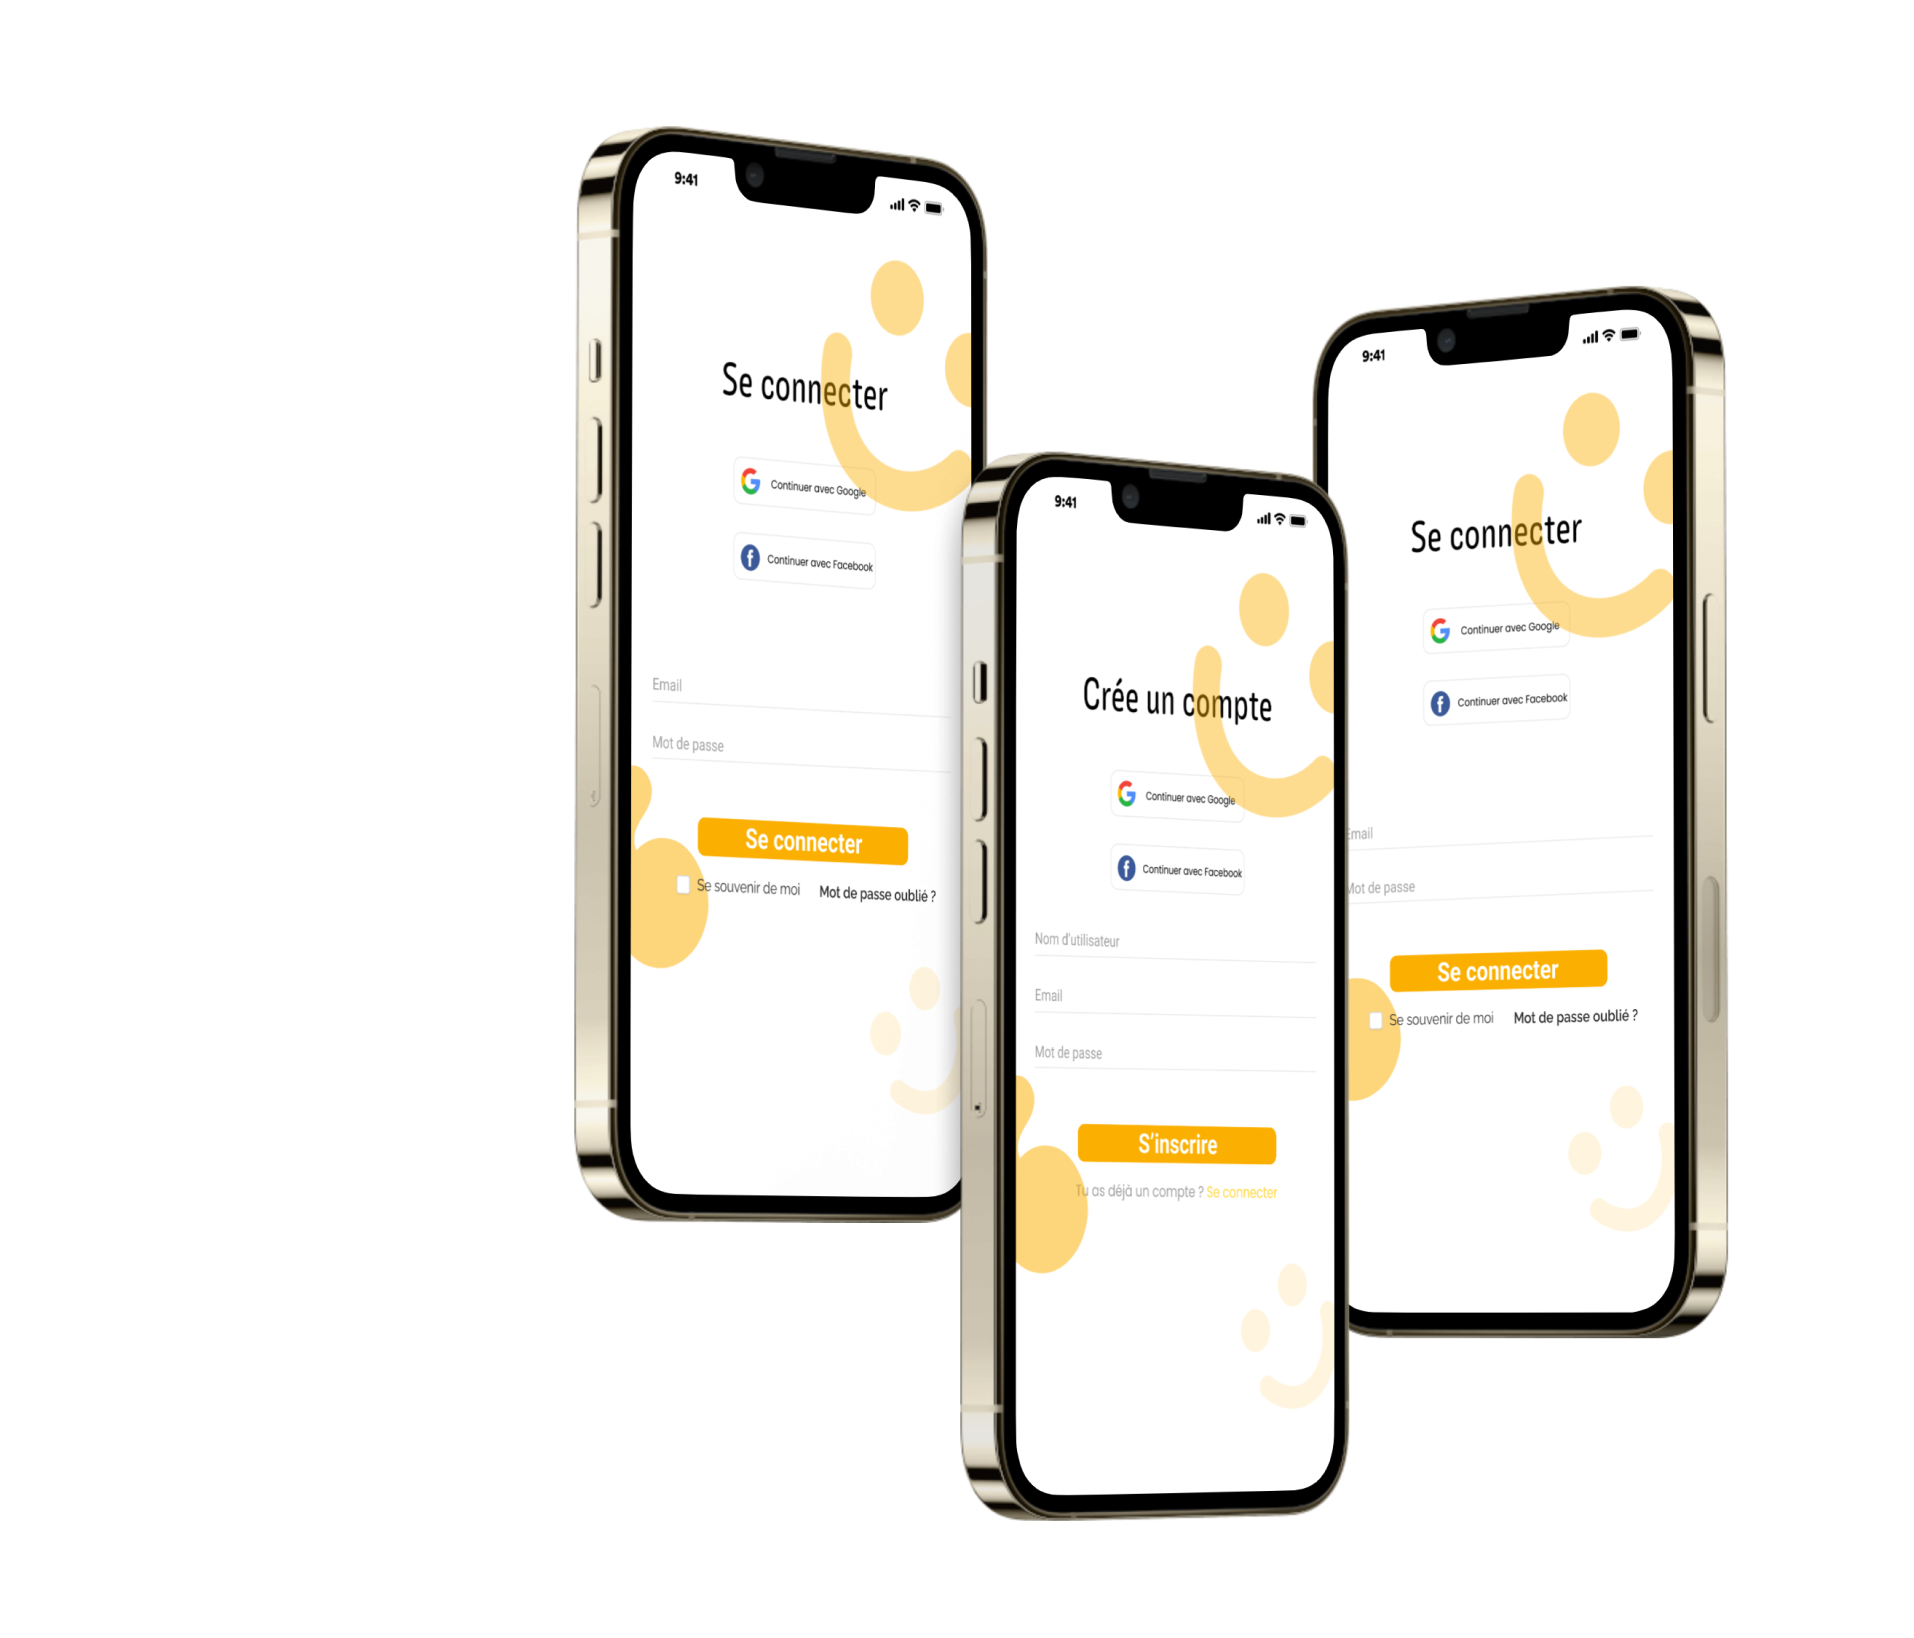 9:41
Se connecter
Continuer avec Google
Continuer avec Facebook
Email
Mot de passe
Se connecter
Se souvenir de moi Mot de passe oublié ?
9:41
Crée un compte
Continuer avec Google
Continuer avec Facebook
Nom d'utilisateur
Email
Mot de passe
S'inscrire
Tu as déjà un compte ? Se connecter
9:41
Se connecter
Continuer avec Google
Continuer avec Facebook
Email
Mot de passe
Se connecter
Se souvenir de moi Mot de passe oublié ?